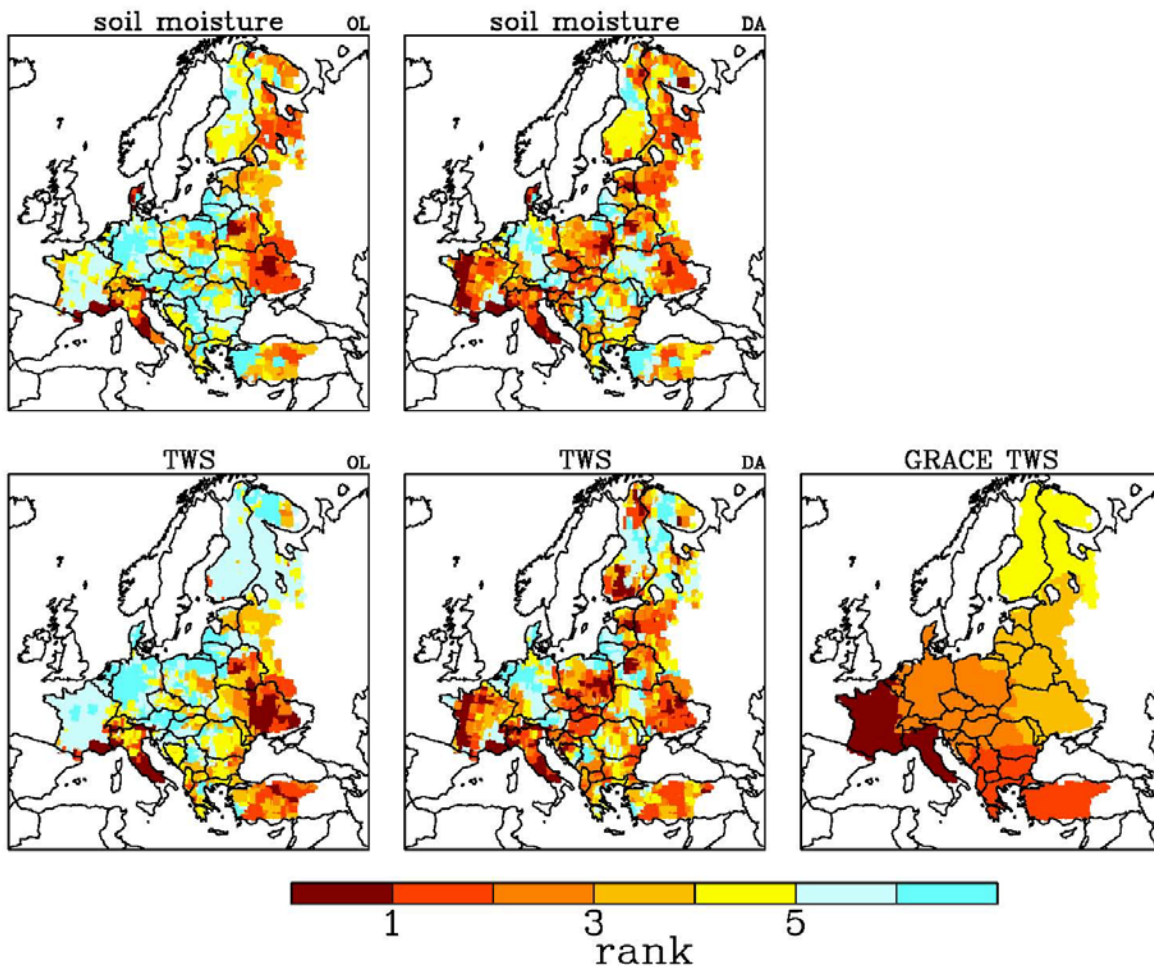 soil moisture OL
soil moisture DA
TWS OL
TWS DA
GRACE TWS
1 3 5
rank